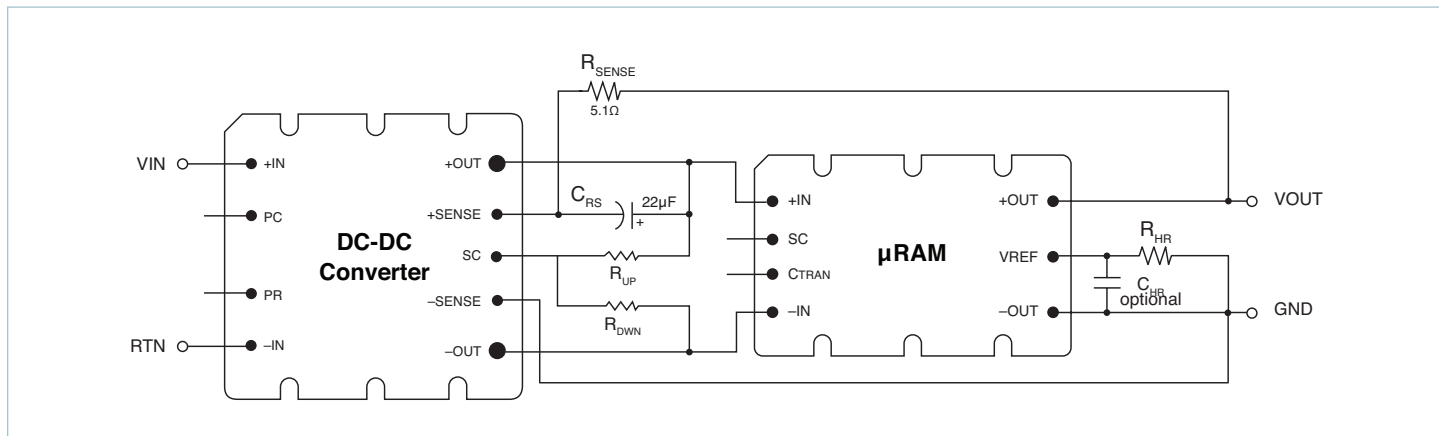 RSENSE
5.1Ω
VIN
+IN
PC
DC-DC
Converter
PR
RTN
–IN
+OUT
+SENSE
SC
–SENSE
–OUT
CRS
22µF
+
RUP
RDWN
+IN
SC
CTRAN
–IN
µRAM
+OUT
VREF
–OUT
RHR
CHR
optional
VOUT
GND